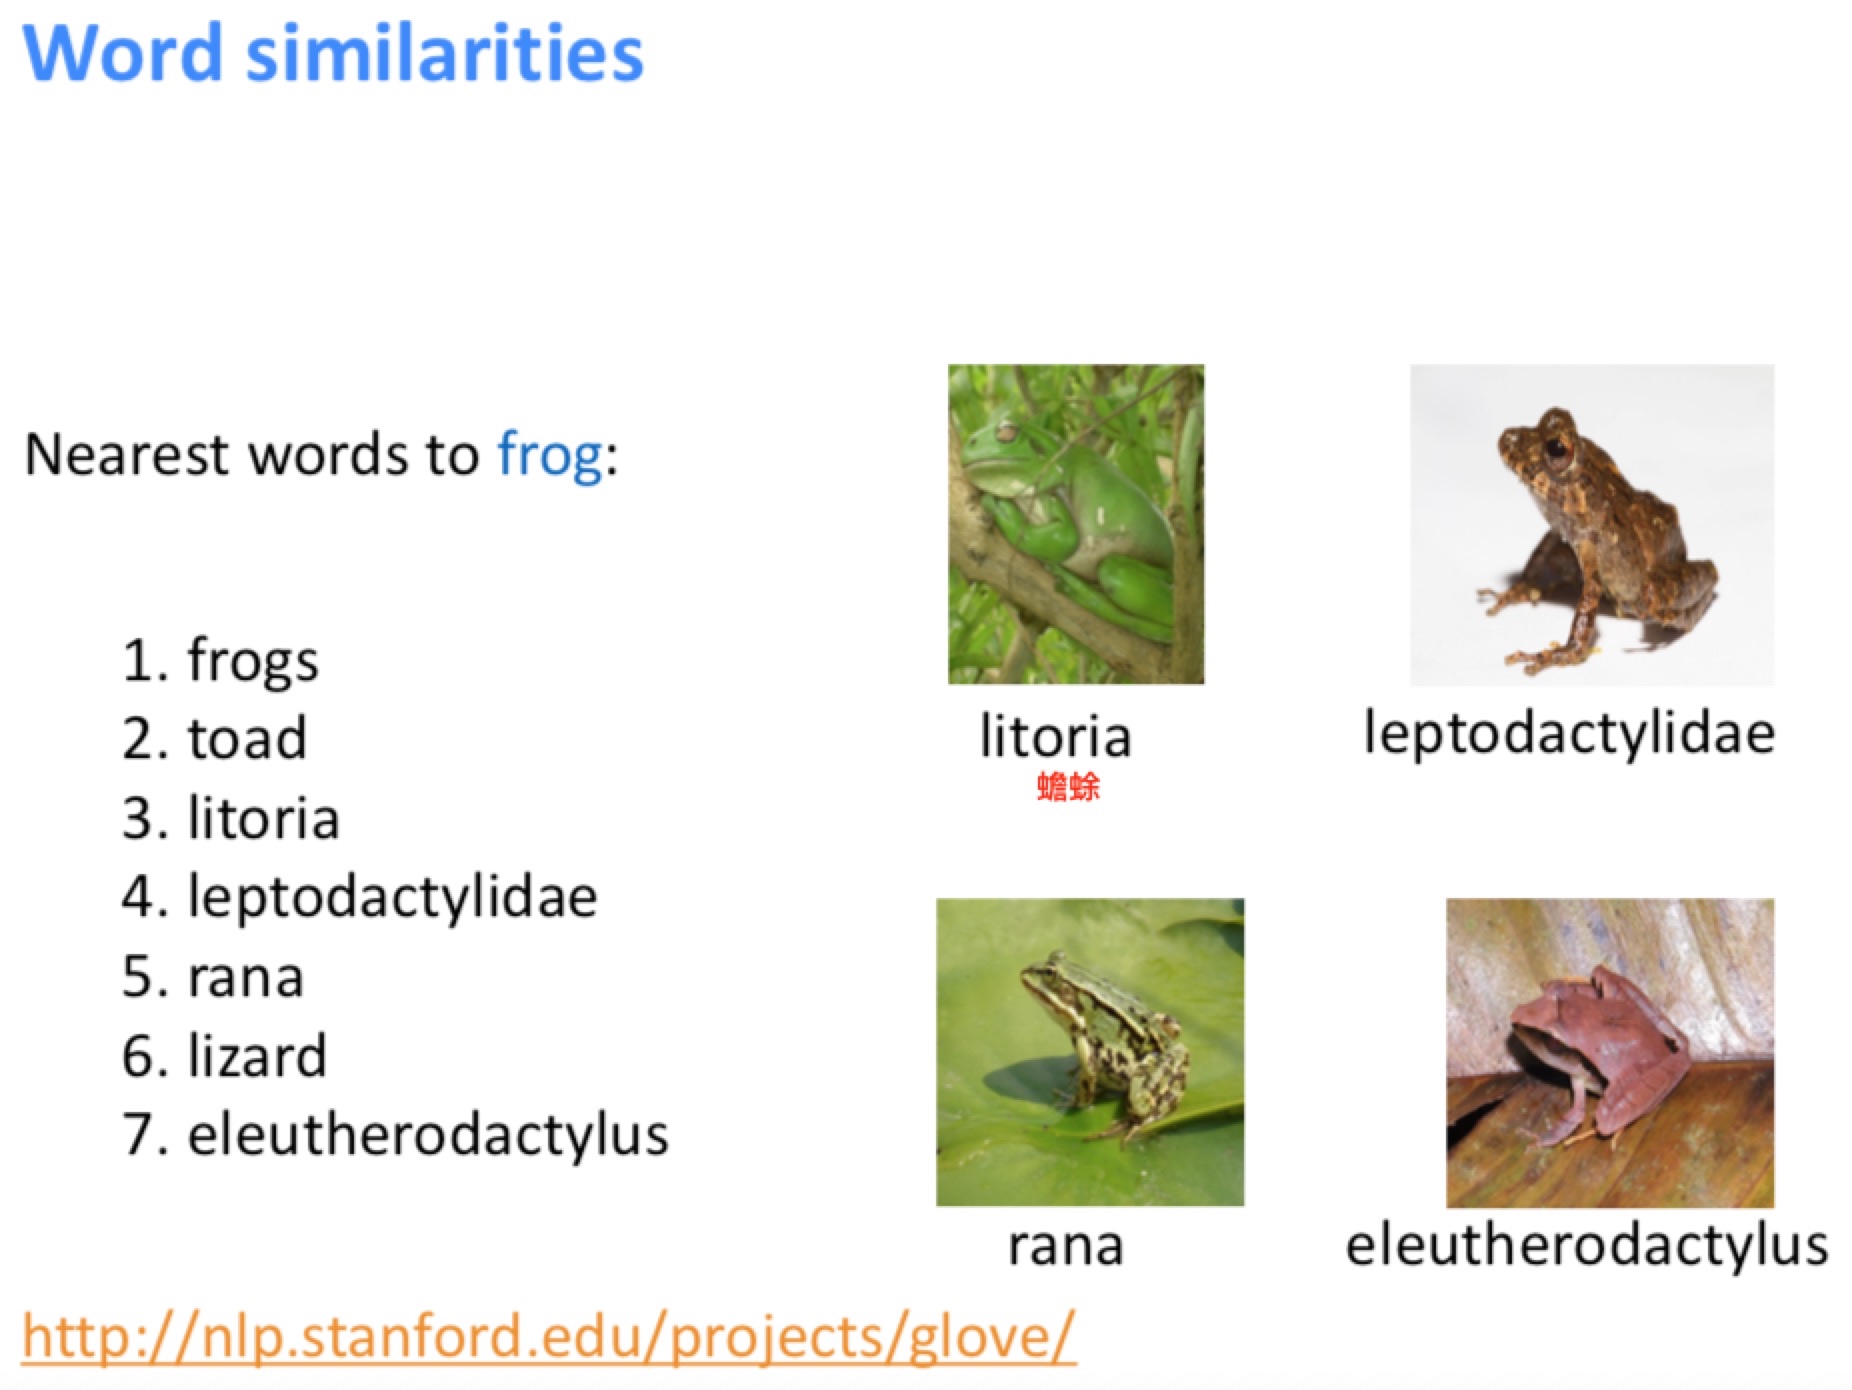 Word similarities
Nearest words to frog:
1. frogs
2. toad
3. litoria
4. leptodactylidae
5. rana
6. lizard
7. eleutherodactylus
litoria
蟾蜍
leptodactylidae
rana
eleutherodactylus
http://nlp.stanford.edu/projects/glove/